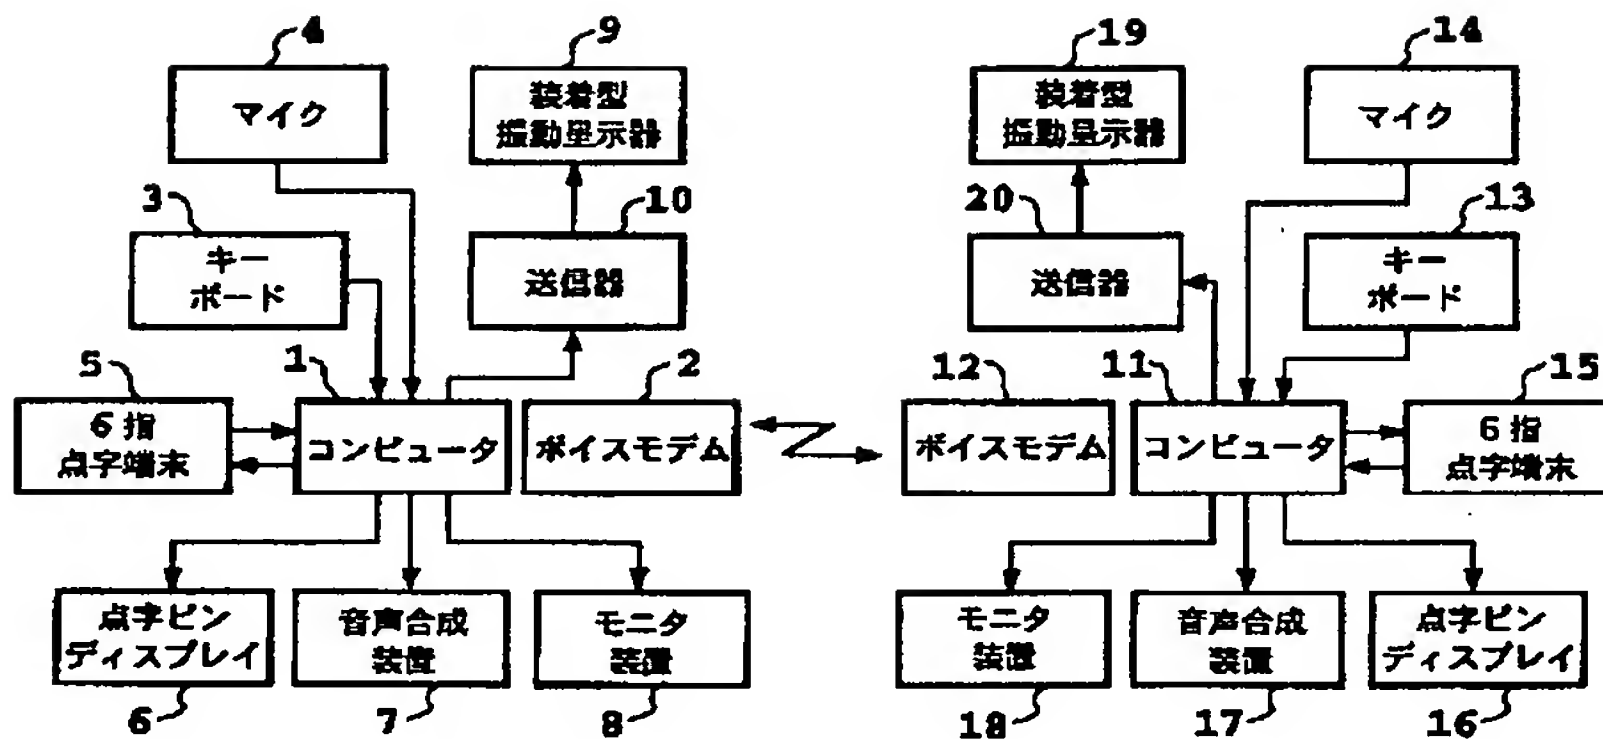 4
マイク
9
装着型
振動呈示器
19
装着型
振動呈示器
14
マイク
3
キー
ボード
10
送信器
20
送信器
13
キー
ボード
5
6指
点字端末
1
コンピュータ
2
ボイスモデム
12
ボイスモデム
11
コンピュータ
15
6指
点字端末
点字ピン
ディスプレイ
6
音声合成
装置
7
モニタ
装置
8
モニタ
装置
18
音声合成
装置
17
点字ピン
ディスプレイ
16